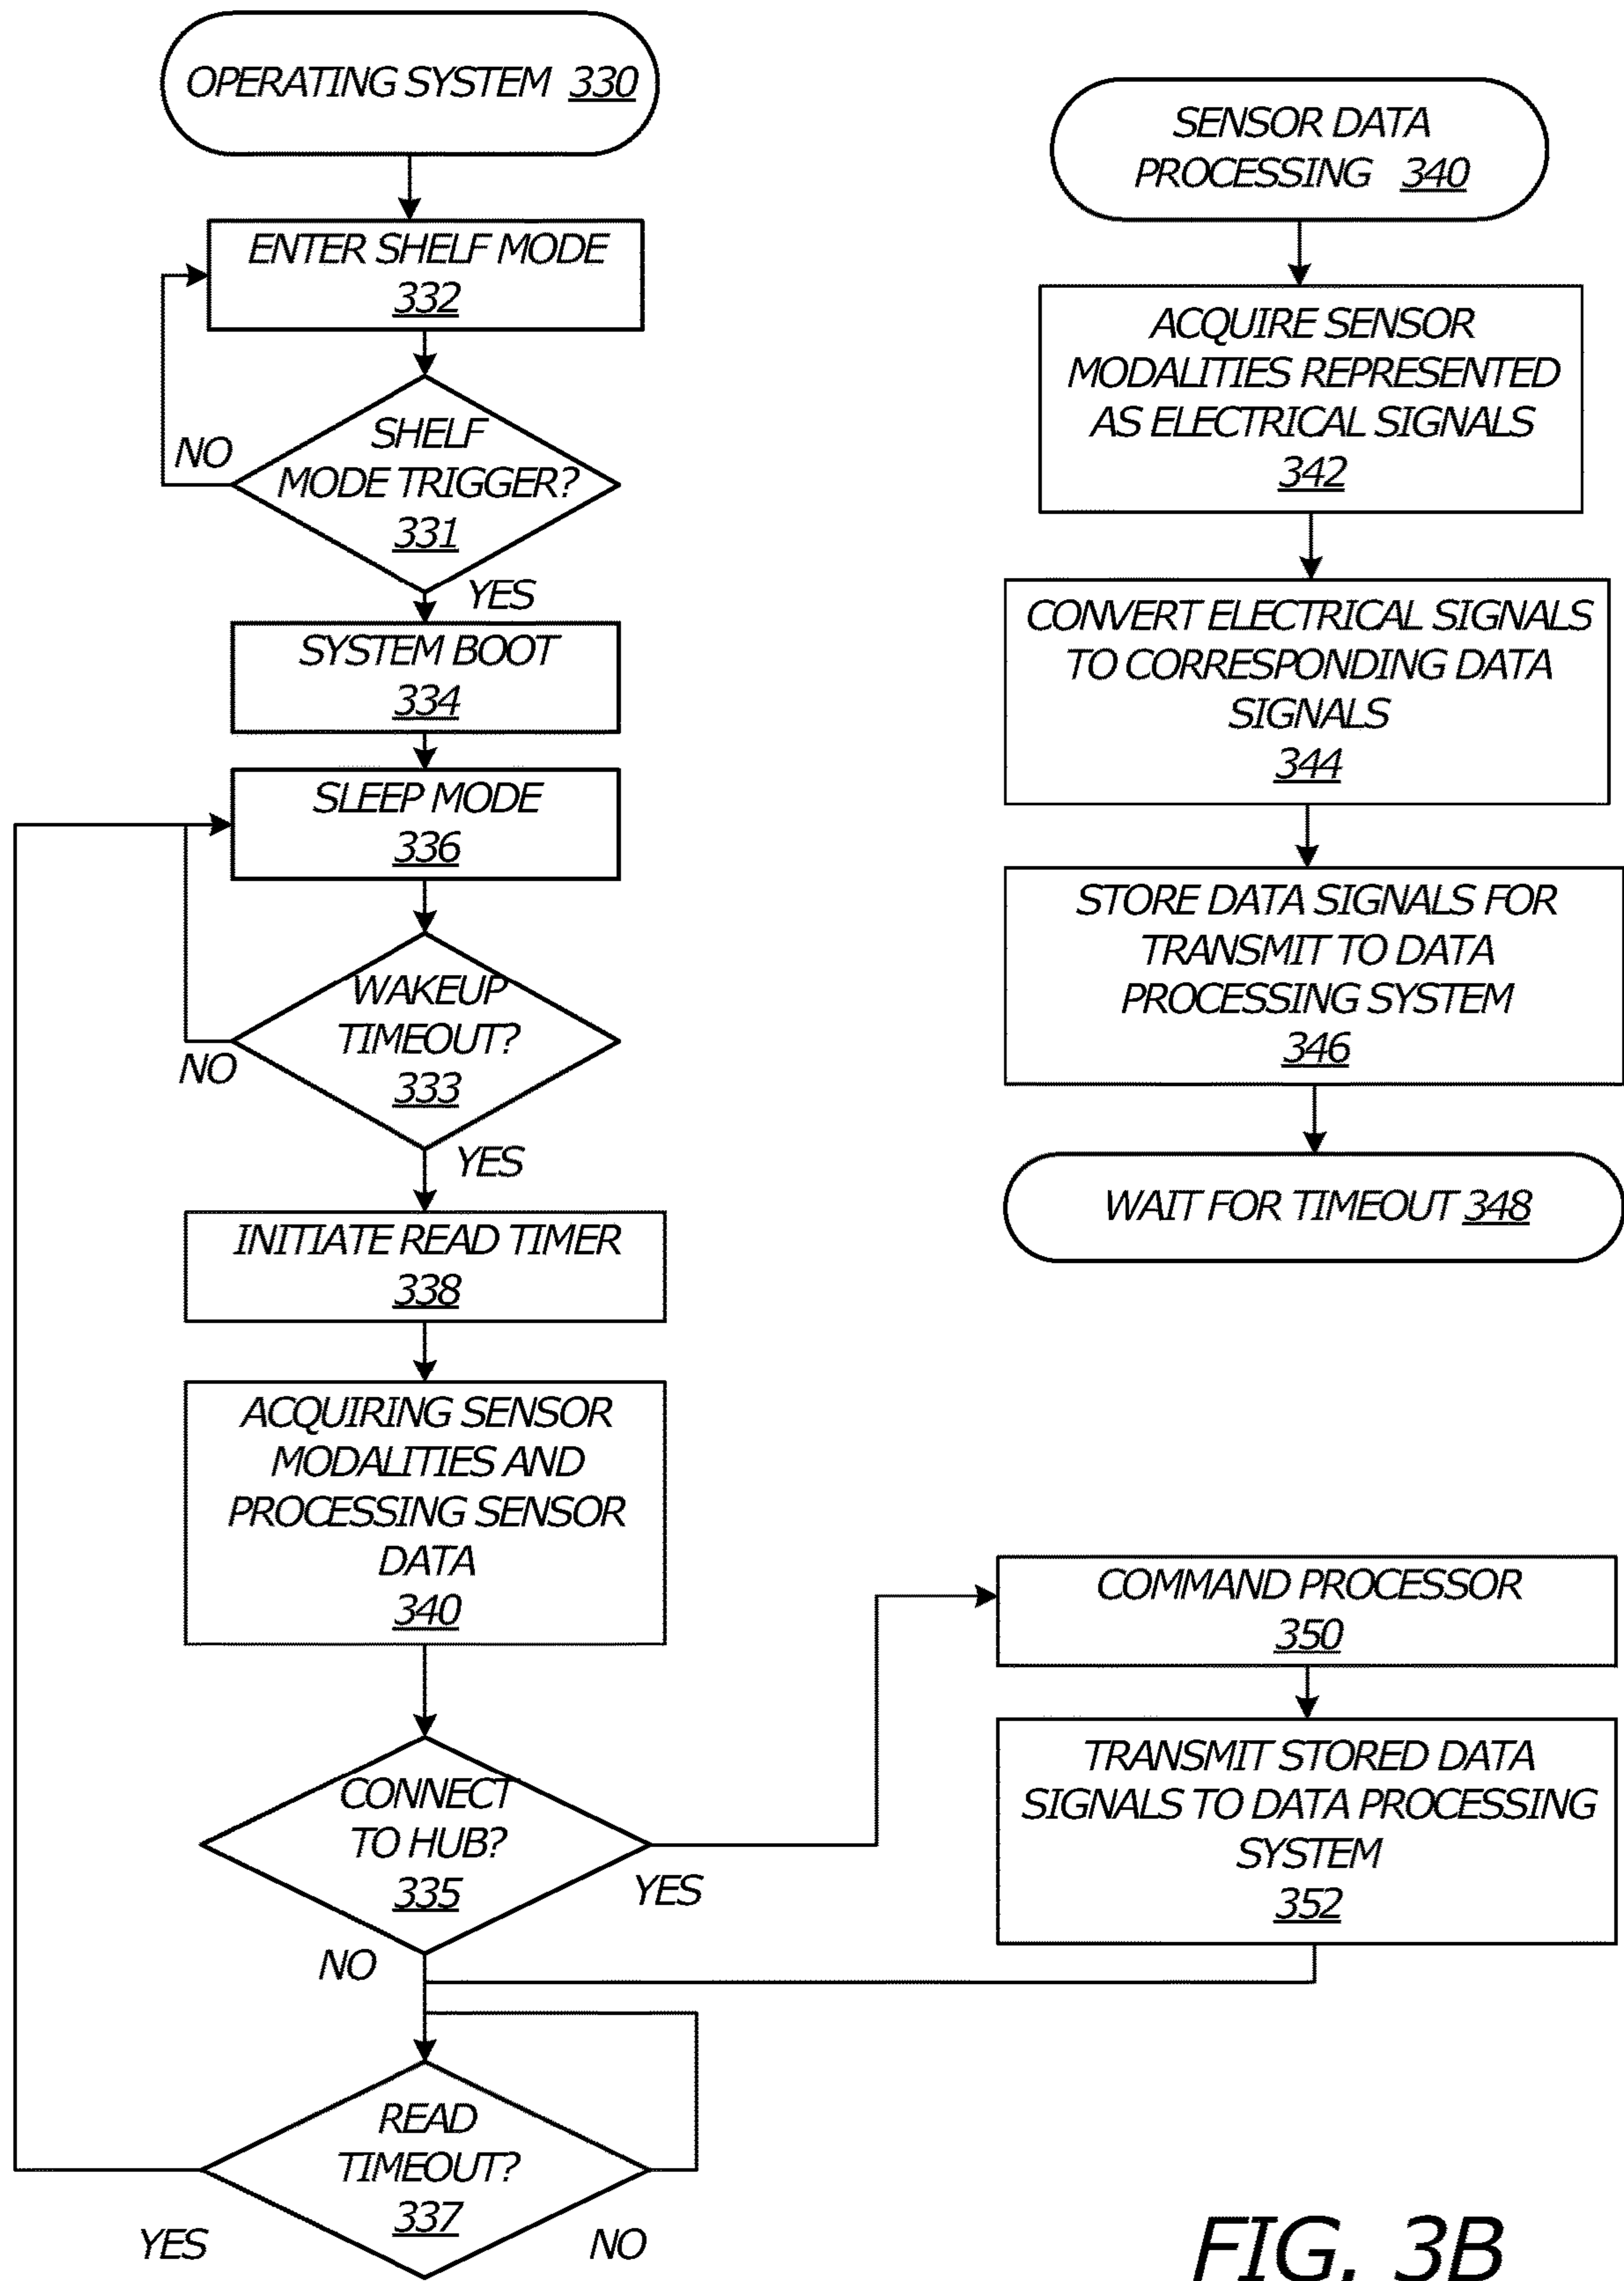 OPERATING SYSTEM 330
ENTER SHELF MODE
332
NO
SHELF
MODE TRIGGER?
331
YES
SYSTEM BOOT
334
SLEEP MODE
336
WAKEUP
TIMEOUT?
333
NO
YES
INITIATE READ TIMER
338
ACQUIRING SENSOR
MODALITIES AND
PROCESSING SENSOR
DATA
340
CONNECT
TO HUB?
335
YES
NO
READ
TIMEOUT?
337
YES
NO
SENSOR DATA
PROCESSING 340
ACQUIRE SENSOR
MODALITIES REPRESENTED
AS ELECTRICAL SIGNALS
342
CONVERT ELECTRICAL SIGNALS
TO CORRESPONDING DATA
SIGNALS
344
STORE DATA SIGNALS FOR
TRANSMIT TO DATA
PROCESSING SYSTEM
346
WAIT FOR TIMEOUT 348
COMMAND PROCESSOR
350
TRANSMIT STORED DATA
SIGNALS TO DATA PROCESSING
SYSTEM
352
FIG. 3B